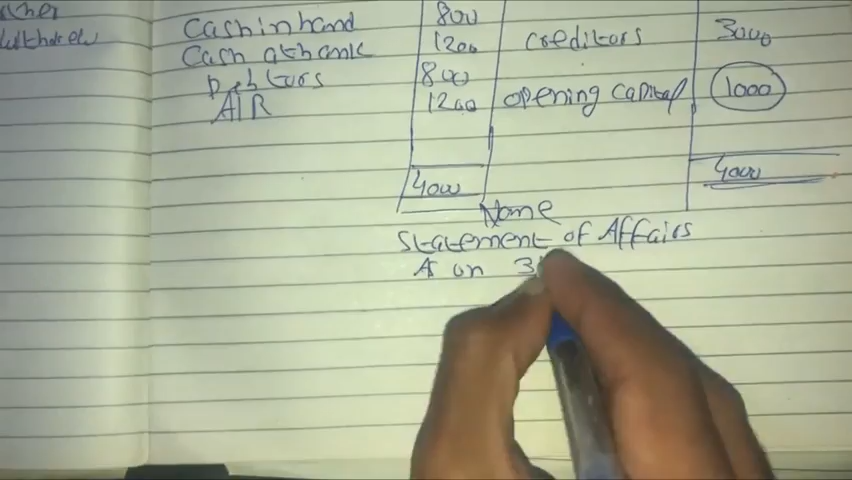 Cash in hand 800
Cash at bank 1200 creditors 3000
Debtors 800
A/R 1200 opening capital 1000
4000 4000
Name
Statement of Affairs
As on 3